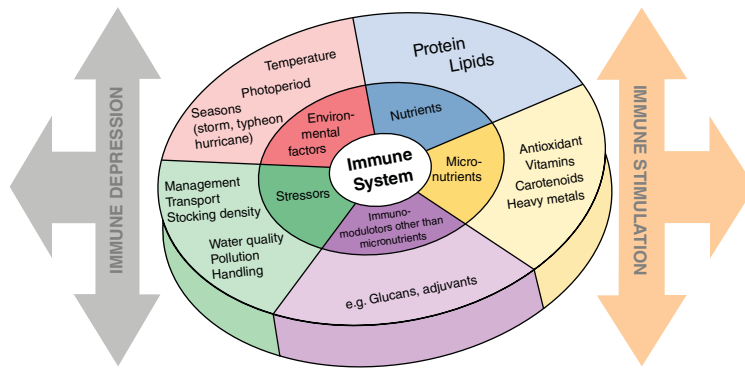 IMMUNE DEPRESSION
Temperature
Photoperiod
Seasons
(storm, typheon
hurricane)
Environ-
mental
factors
Protein
Lipids
Nutrients
Immune
System
Micro-
nutrients
Antioxidant
Vitamins
Carotenoids
Heavy metals
Stressors
Management
Transport
Stocking density
Water quality
Pollution
Handling
Immuno-
modulotors other than
micronutrients
e.g. Glucans, adjuvants
IMMUNE STIMULATION